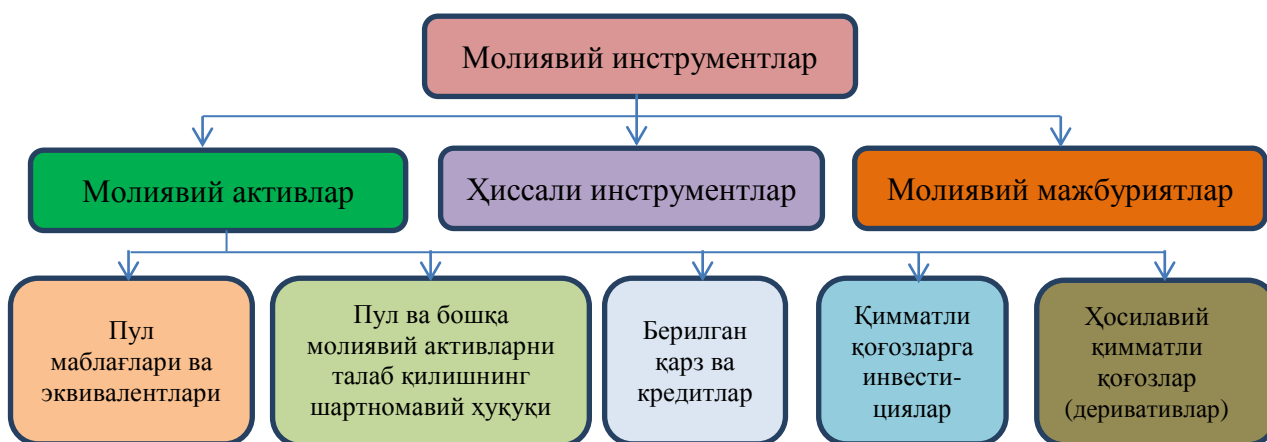 Молиявий инструментлар
Молиявий активлар
Ҳиссали инструментлар
Молиявий мажбуриятлар
Пул
маблағлари ва
эквивалентлари
Пул ва бошқа
молиявий активларни
талаб қилишнинг
шартномавий ҳуқуқи
Берилган
қарз ва
кредитлар
Қимматли
қоғозларга
инвести-
циялар
Ҳосилавий
қимматли
қоғозлар
(деривативлар)